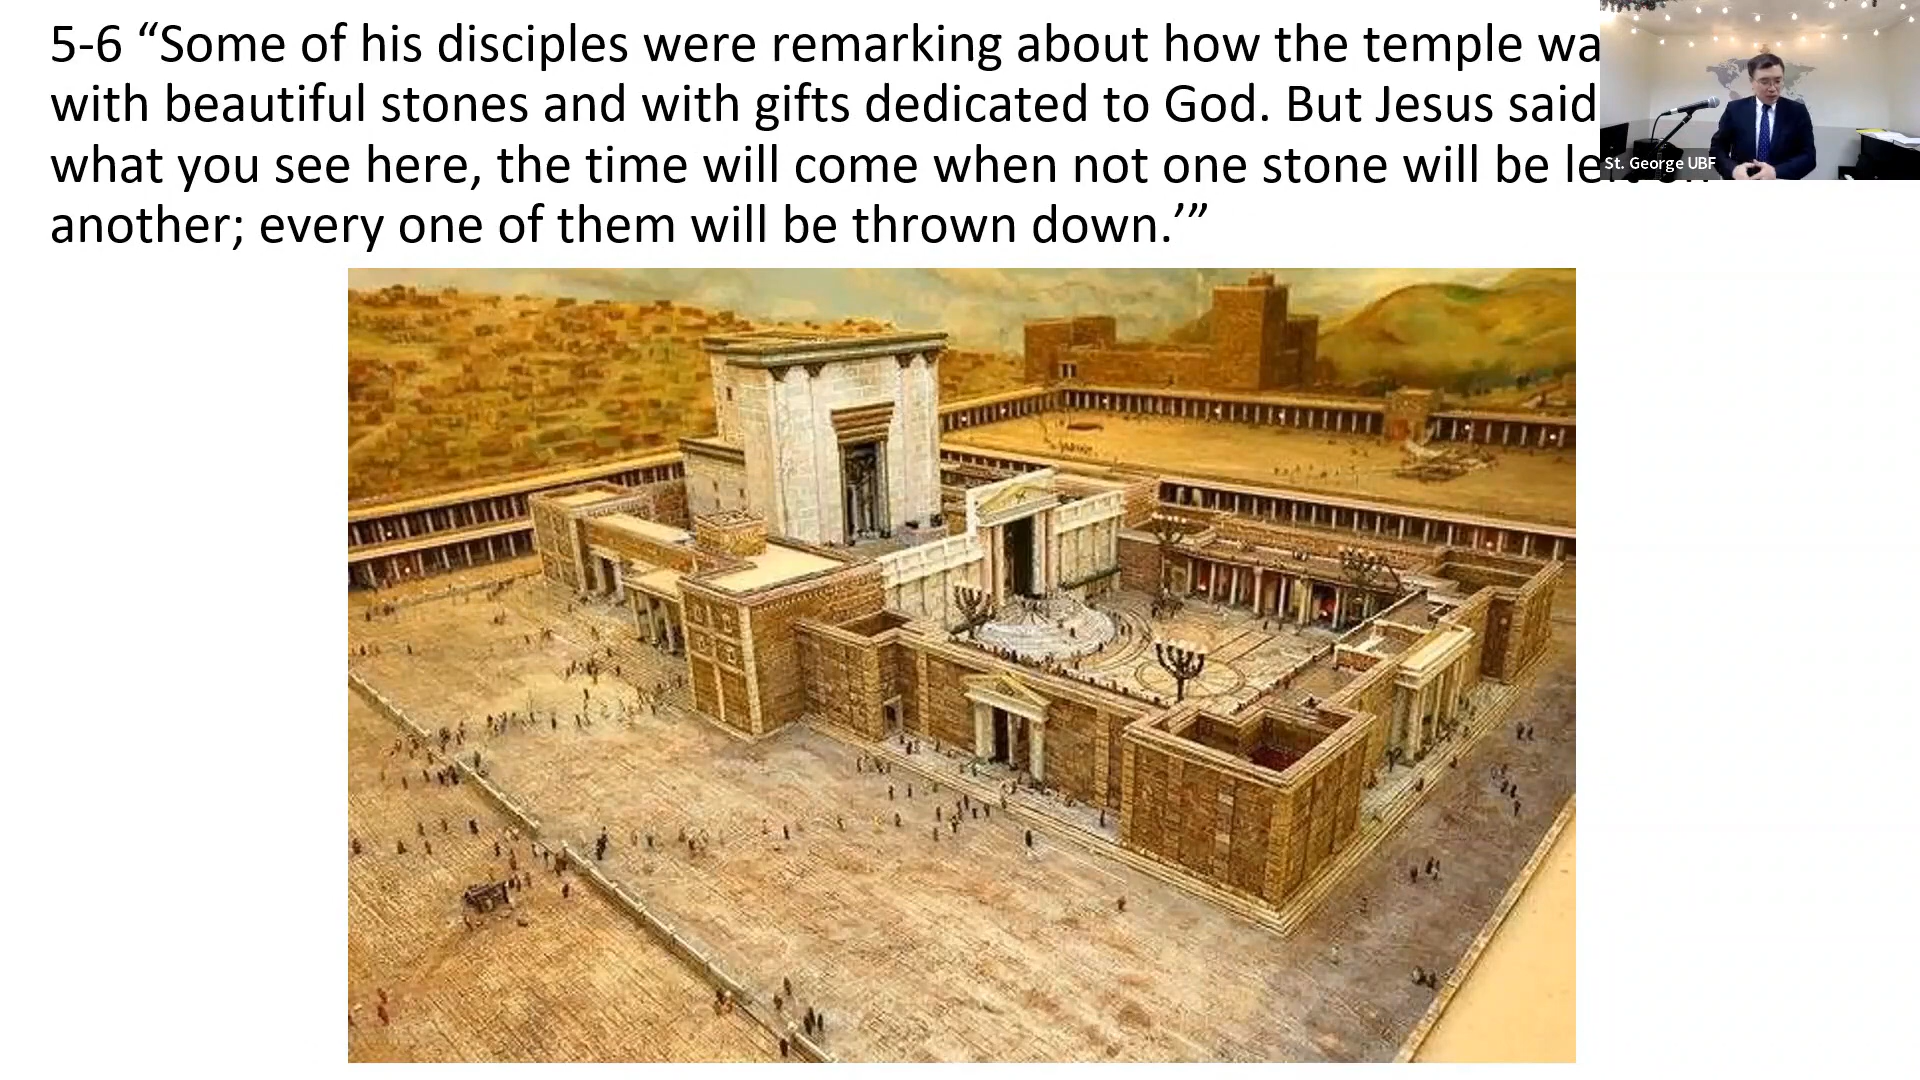 5-6 “Some of his disciples were remarking about how the temple wa
with beautiful stones and with gifts dedicated to God. But Jesus said
what you see here, the time will come when not one stone will be
another; every one of them will be thrown down.’”
St. George UBF